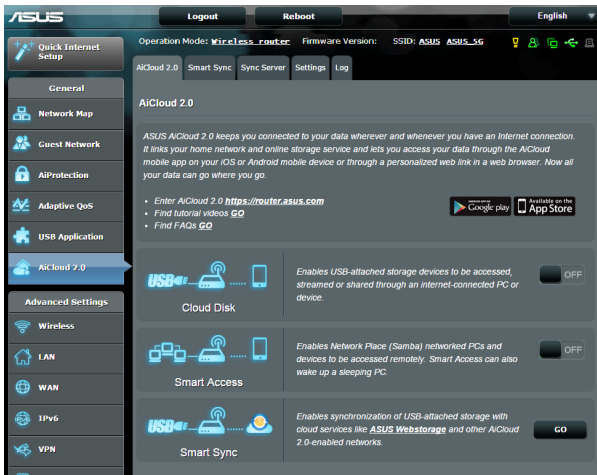 ASUS
Logout
Reboot
English
Quick Internet
Setup
Operation Mode: Wireless router Firmware Version: SSID: ASUS ASUS_5G
AiCloud 2.0
Smart Sync
Sync Server
Settings
Log
General
Network Map
Guest Network
AiProtection
Adaptive QoS
USB Application
AiCloud 2.0
Advanced Settings
Wireless
LAN
WAN
IPv6
VPN
AiCloud 2.0
ASUS AiCloud 2.0 keeps you connected to your data wherever and whenever you have an Internet connection.
It links your home network and online storage service and lets you access your data through the AiCloud
mobile app on your iOS or Android mobile device or through a personalized web link in a web browser. Now all
your data can go where you go.
• Enter AiCloud 2.0 https://router.asus.com
• Find tutorial videos GO
• Find FAQs GO
Google play
Available on the
App Store
USB
Cloud Disk
Enables USB-attached storage devices to be accessed,
streamed or shared through an internet-connected PC or
device.
OFF
Smart Access
Enables Network Place (Samba) networked PCs and
devices to be accessed remotely. Smart Access can also
wake up a sleeping PC.
OFF
USB
Smart Sync
Enables synchronization of USB-attached storage with
cloud services like ASUS Webstorage and other AiCloud
2.0-enabled networks.
GO